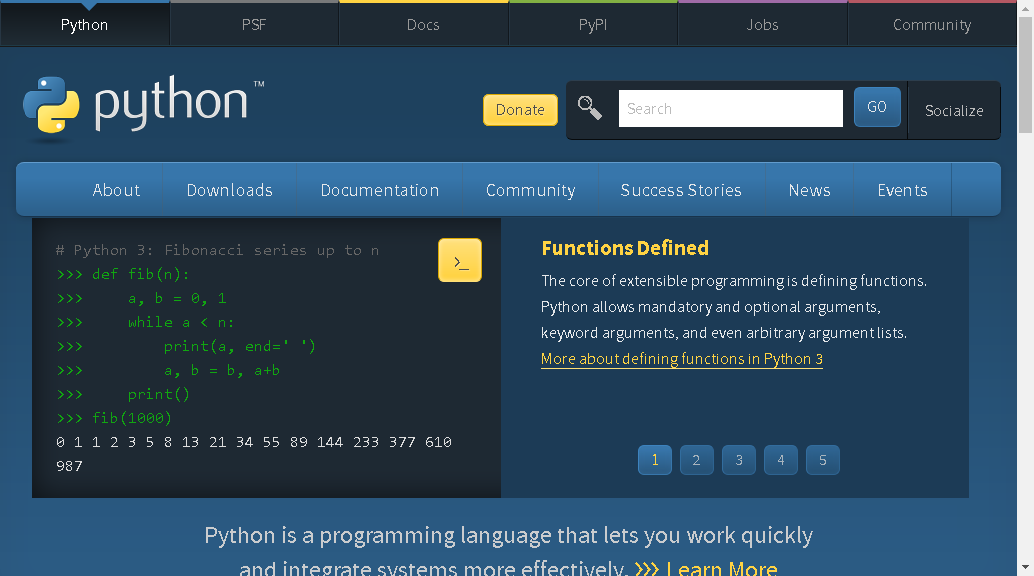 Python PSF Docs PyPI Jobs Community
python™
Donate Search GO Socialize
About Downloads Documentation Community Success Stories News Events
# Python 3: Fibonacci series up to n
>>> def fib(n):
>>>     a, b = 0, 1
>>>     while a < n:
>>>         print(a, end=' ')
>>>         a, b = b, a+b
>>>     print()
>>> fib(1000)
0 1 1 2 3 5 8 13 21 34 55 89 144 233 377 610
987
>_
Functions Defined
The core of extensible programming is defining functions.
Python allows mandatory and optional arguments,
keyword arguments, and even arbitrary argument lists.
More about defining functions in Python 3
1 2 3 4 5
Python is a programming language that lets you work quickly
and integrate systems more effectively. >>> Learn More